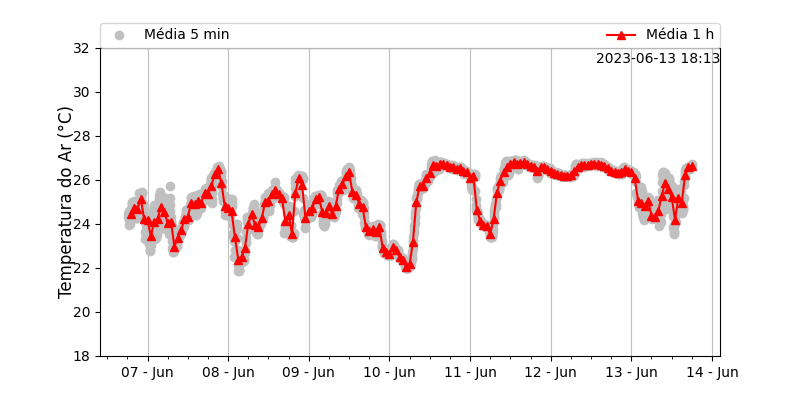 Média 5 min
Média 1 h
2023-06-13 18:13
Temperatura do Ar (°C)
32
30
28
26
24
22
20
18
07 - Jun
08 - Jun
09 - Jun
10 - Jun
11 - Jun
12 - Jun
13 - Jun
14 - Jun